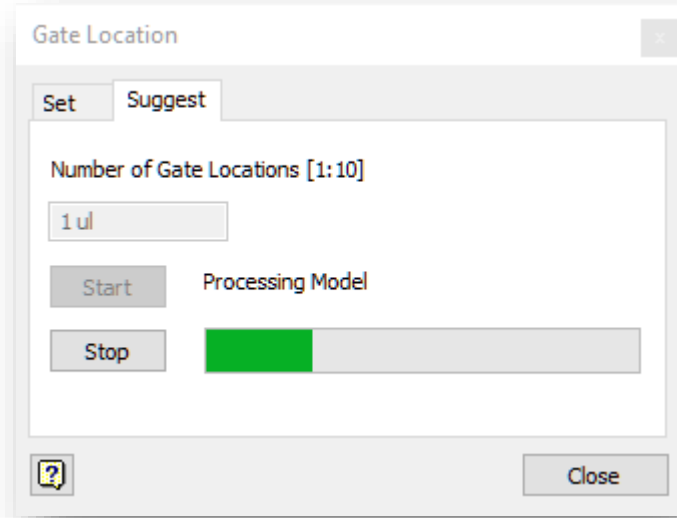 Gate Location
x
Set Suggest
Number of Gate Locations [1:10]
1 ul
Start Processing Model
Stop
?
Close